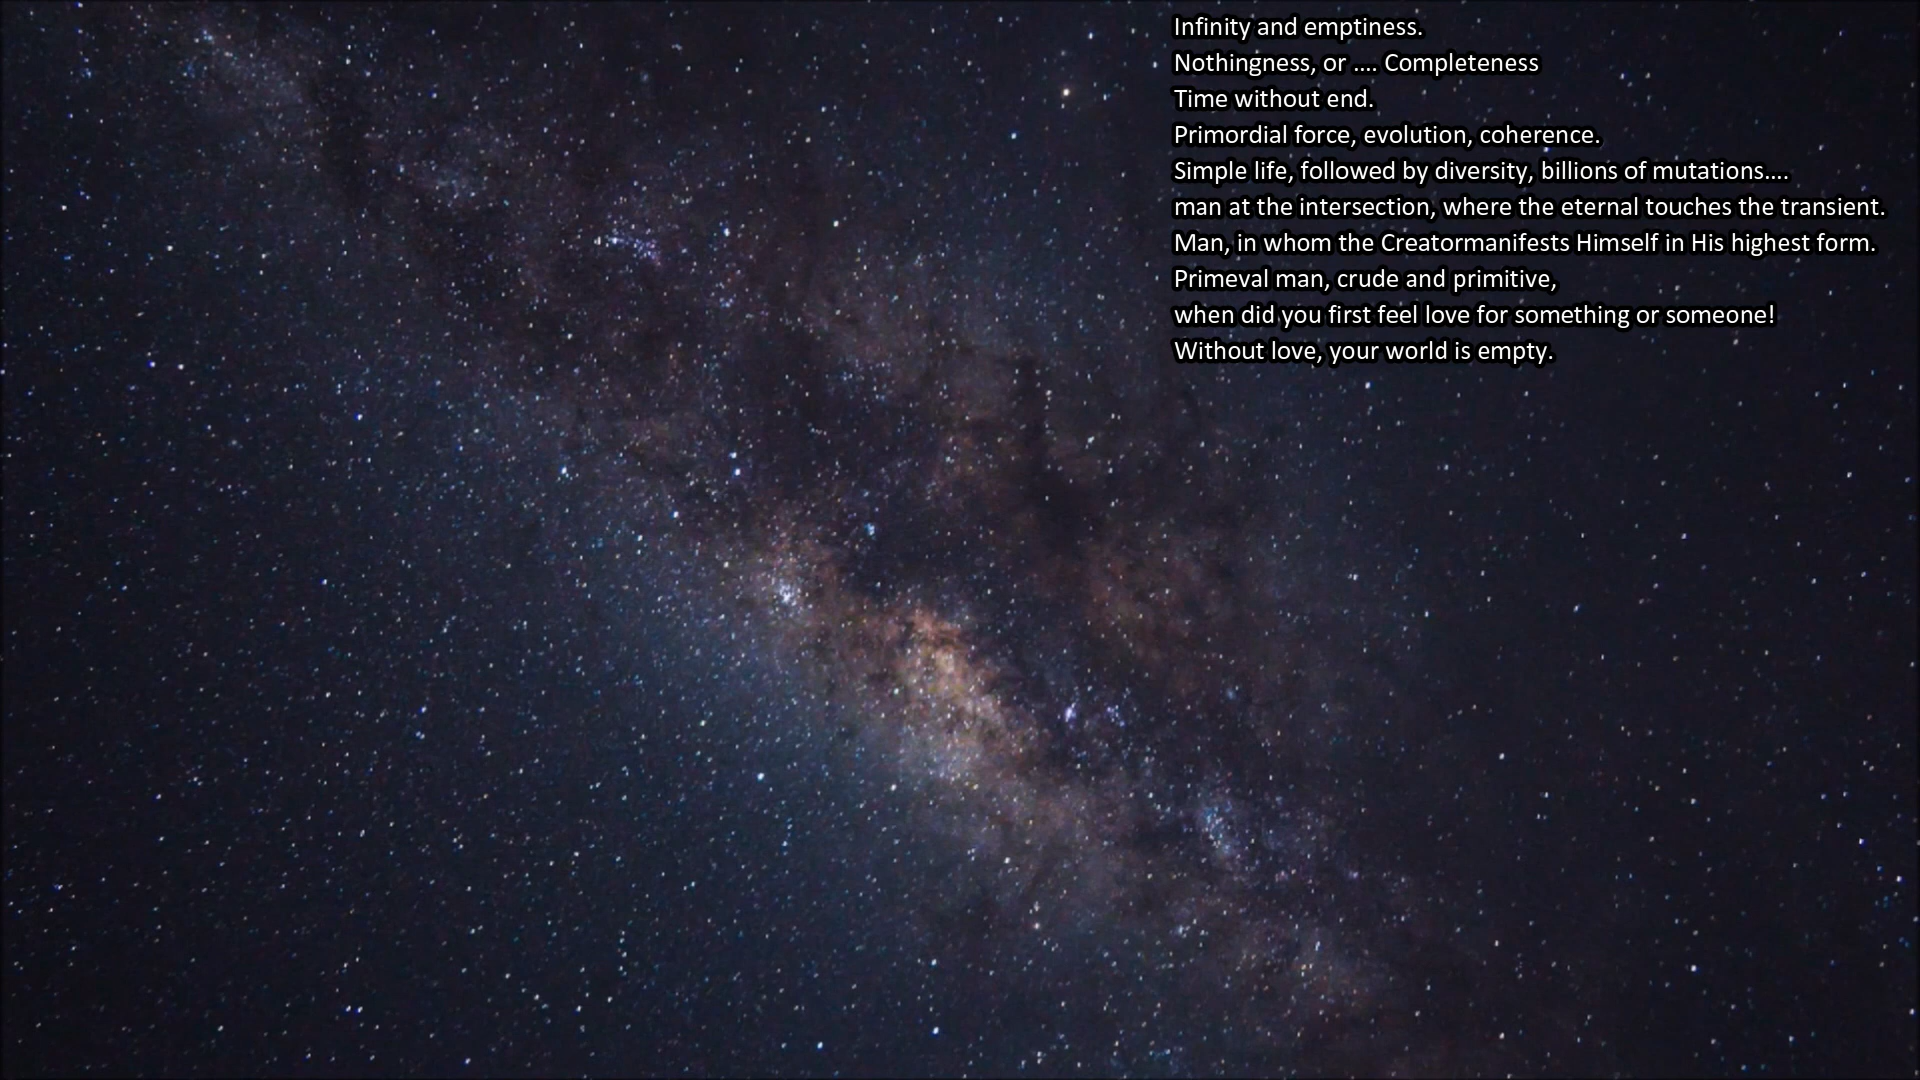 Infinity and emptiness.
Nothingness, or .... Completeness
Time without end.
Primordial force, evolution, coherence.
Simple life, followed by diversity, billions of mutations....
man at the intersection, where the eternal touches the transient.
Man, in whom the Creatormanifests Himself in His highest form.
Primeval man, crude and primitive,
when did you first feel love for something or someone!
Without love, your world is empty.